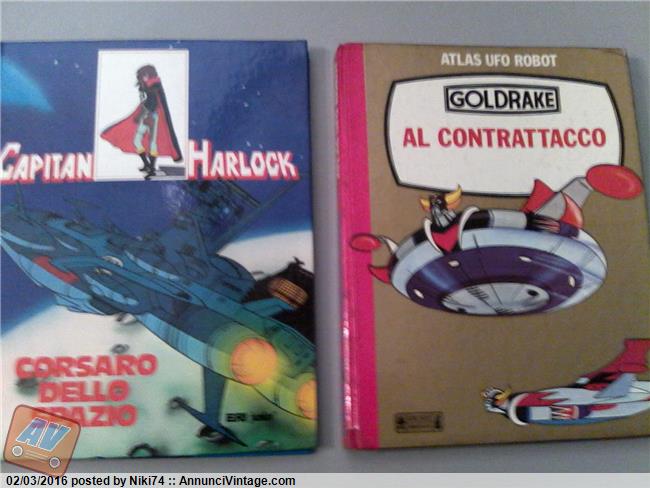 CAPITAN HARLOCK
CORSARO
DELLO
SPAZIO
ERI
ATLAS UFO ROBOT
GOLDRAKE
AL CONTRATTACCO
AV
02/03/2016 posted by Niki74 :: AnnunciVintage.com